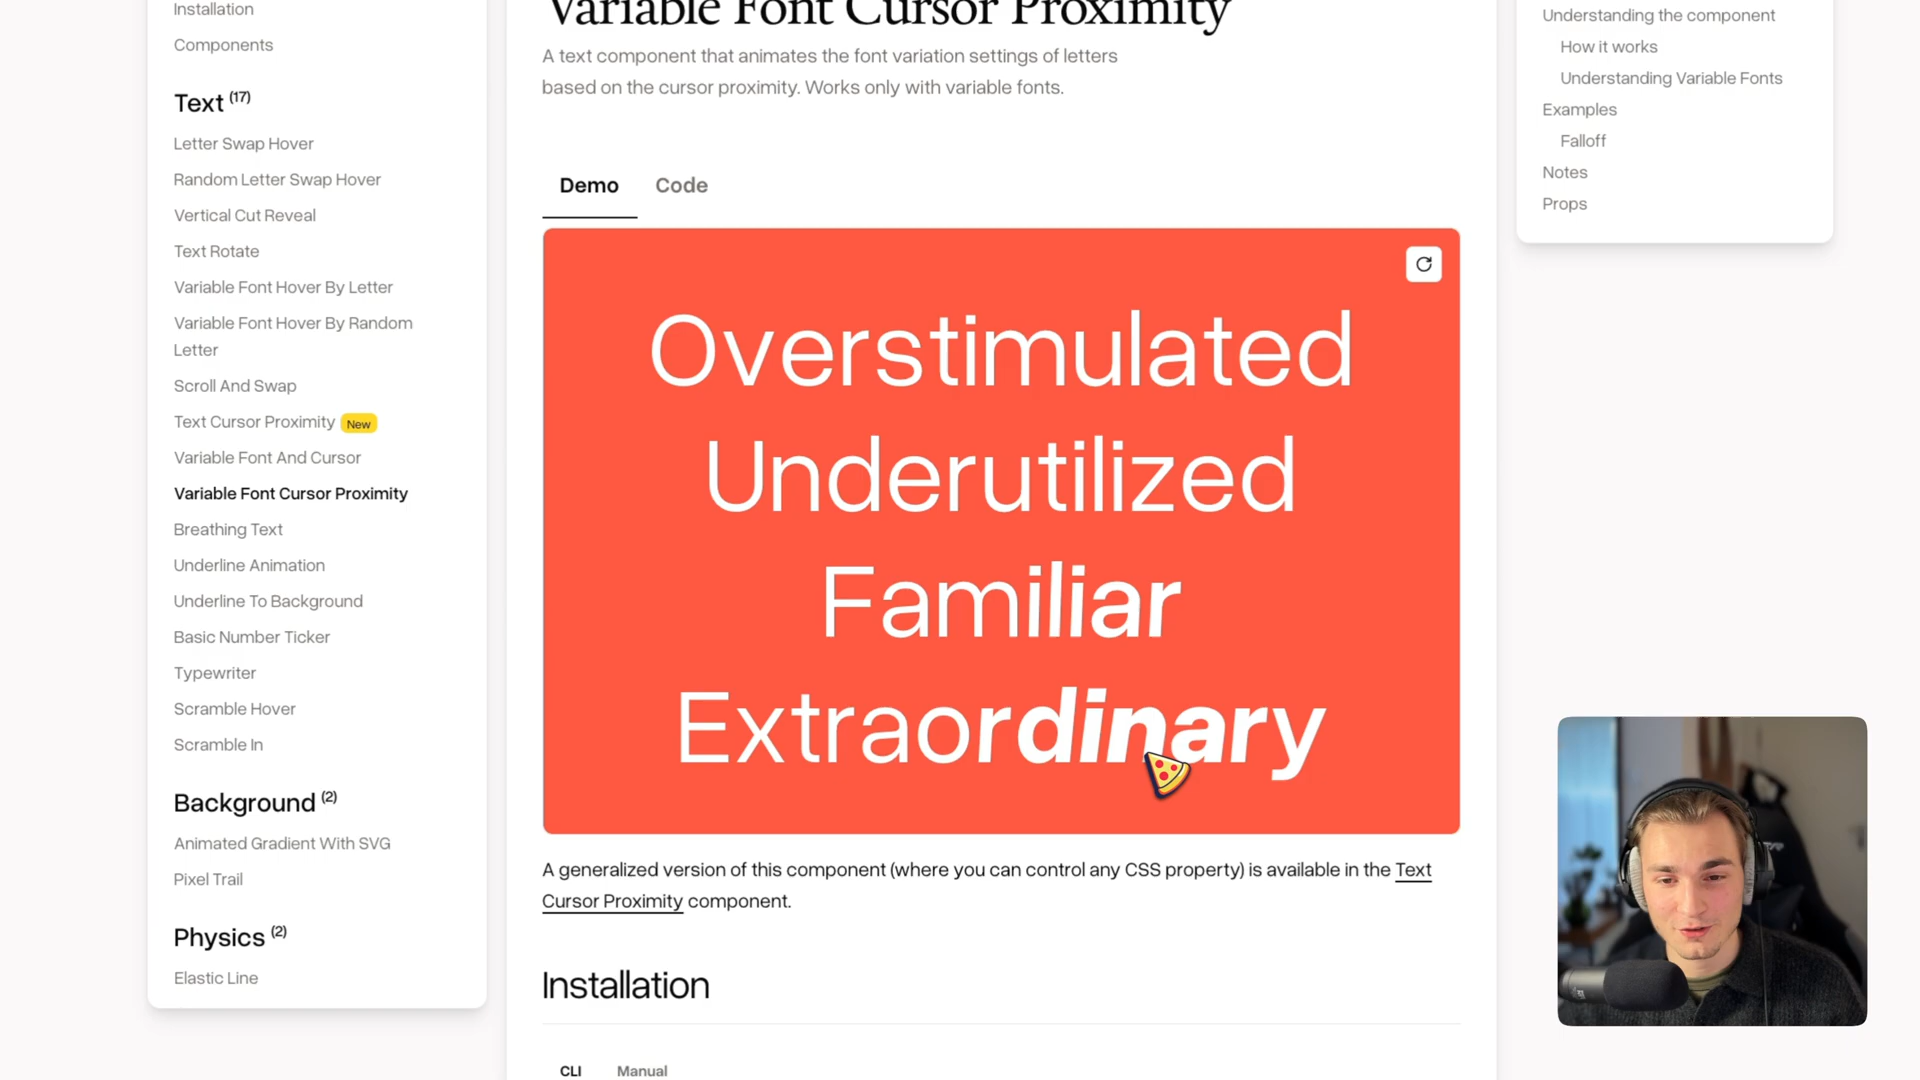 Installation
Components
Text (17)
Letter Swap Hover
Random Letter Swap Hover
Vertical Cut Reveal
Text Rotate
Variable Font Hover By Letter
Variable Font Hover By Random
Letter
Scroll And Swap
Text Cursor Proximity New
Variable Font And Cursor
Variable Font Cursor Proximity
Breathing Text
Underline Animation
Underline To Background
Basic Number Ticker
Typewriter
Scramble Hover
Scramble In
Background (2)
Animated Gradient With SVG
Pixel Trail
Physics (2)
Elastic Line
Variable Font Cursor Proximity
A text component that animates the font variation settings of letters
based on the cursor proximity. Works only with variable fonts.
Demo Code
Overstimulated
Underutilized
Familiar
Extraordinary
A generalized version of this component (where you can control any CSS property) is available in the Text
Cursor Proximity component.
Installation
CLI Manual
Understanding the component
How it works
Understanding Variable Fonts
Examples
Falloff
Notes
Props